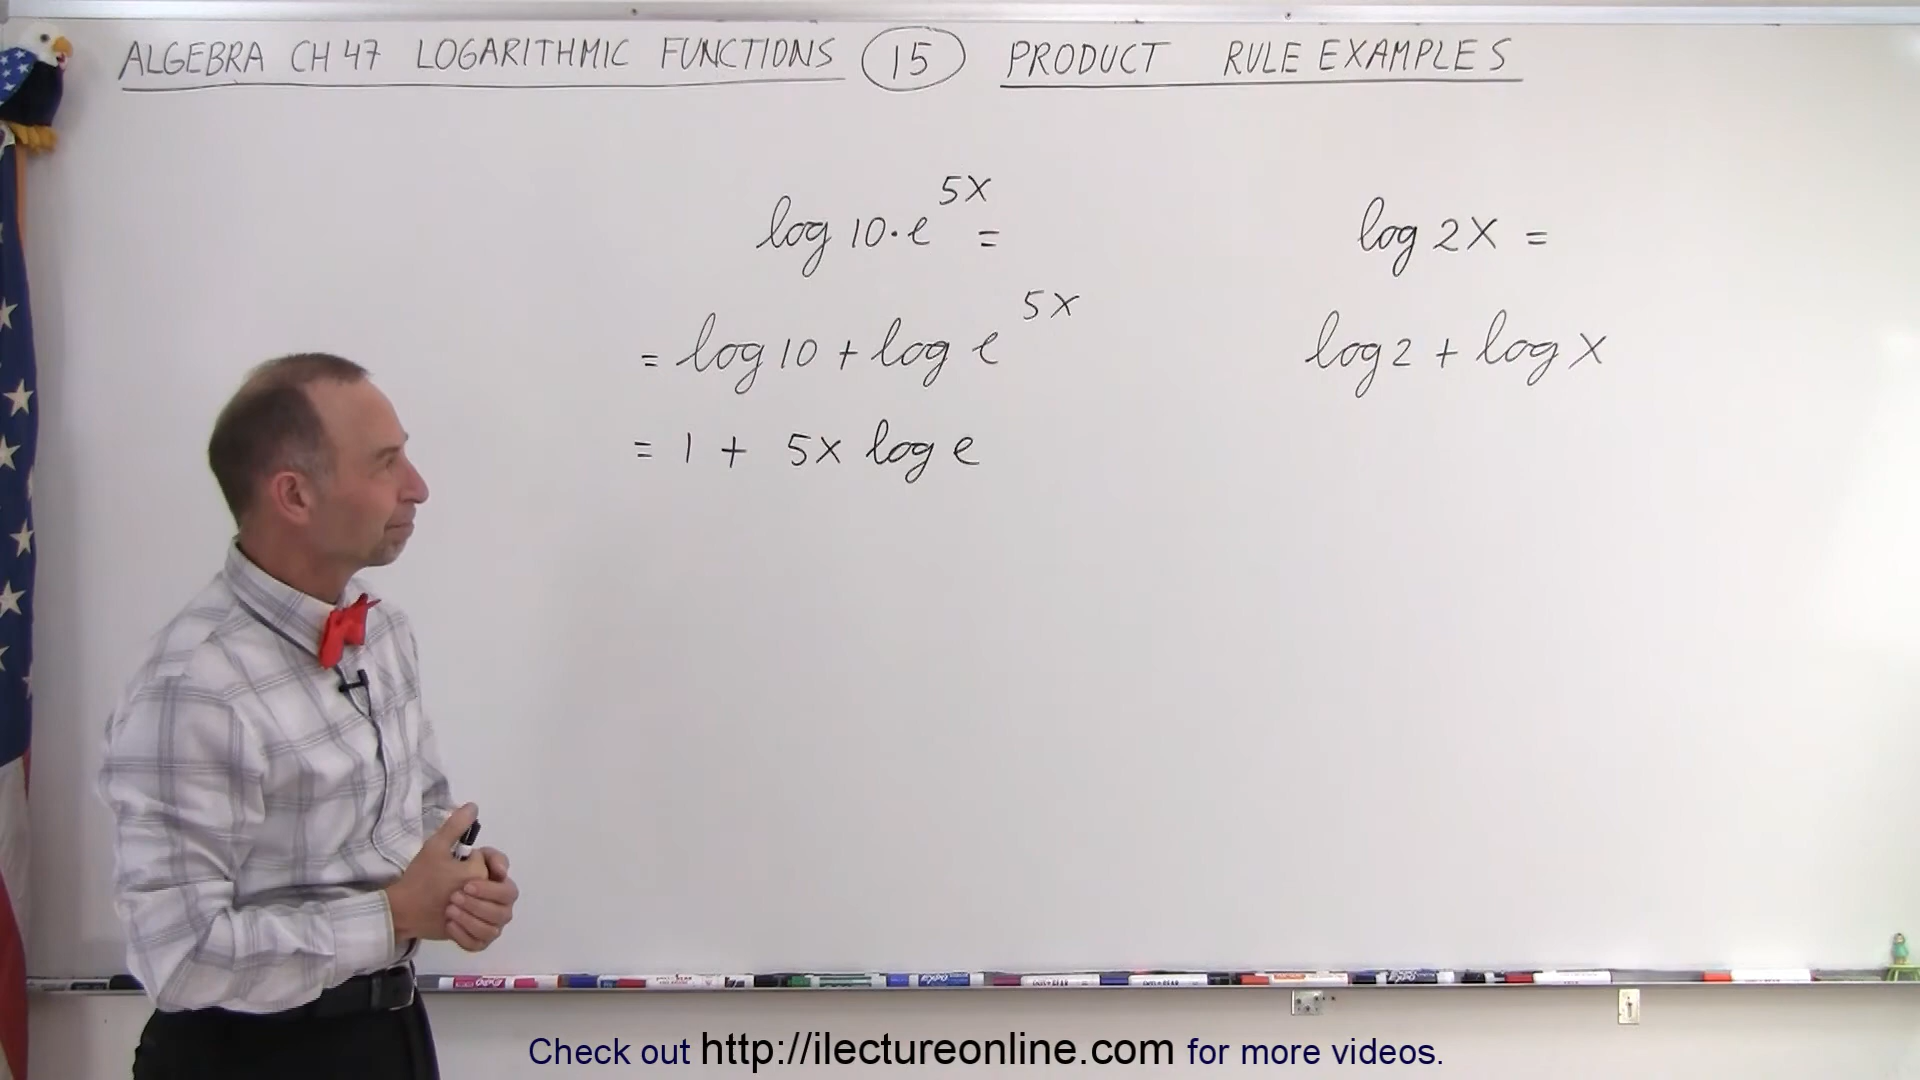 ALGEBRA CH 47 LOGARITHMIC FUNCTIONS 15 PRODUCT RULE EXAMPLES
log 10·e^5X =
= log 10 + log e^5X
= 1 + 5X log e
log 2X =
log 2 + log X
Check out http://ilectureonline.com for more videos.